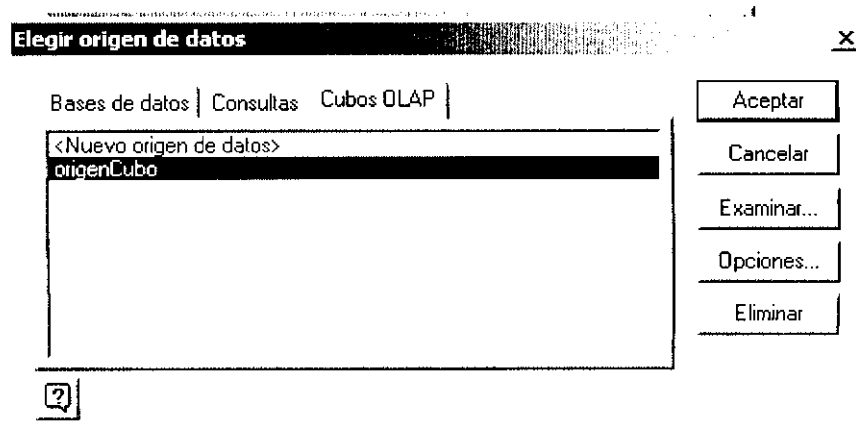 Elegir origen de datos
Bases de datos Consultas Cubos OLAP
<Nuevo origen de datos>
origenCubo
Aceptar
Cancelar
Examinar...
Opciones...
Eliminar